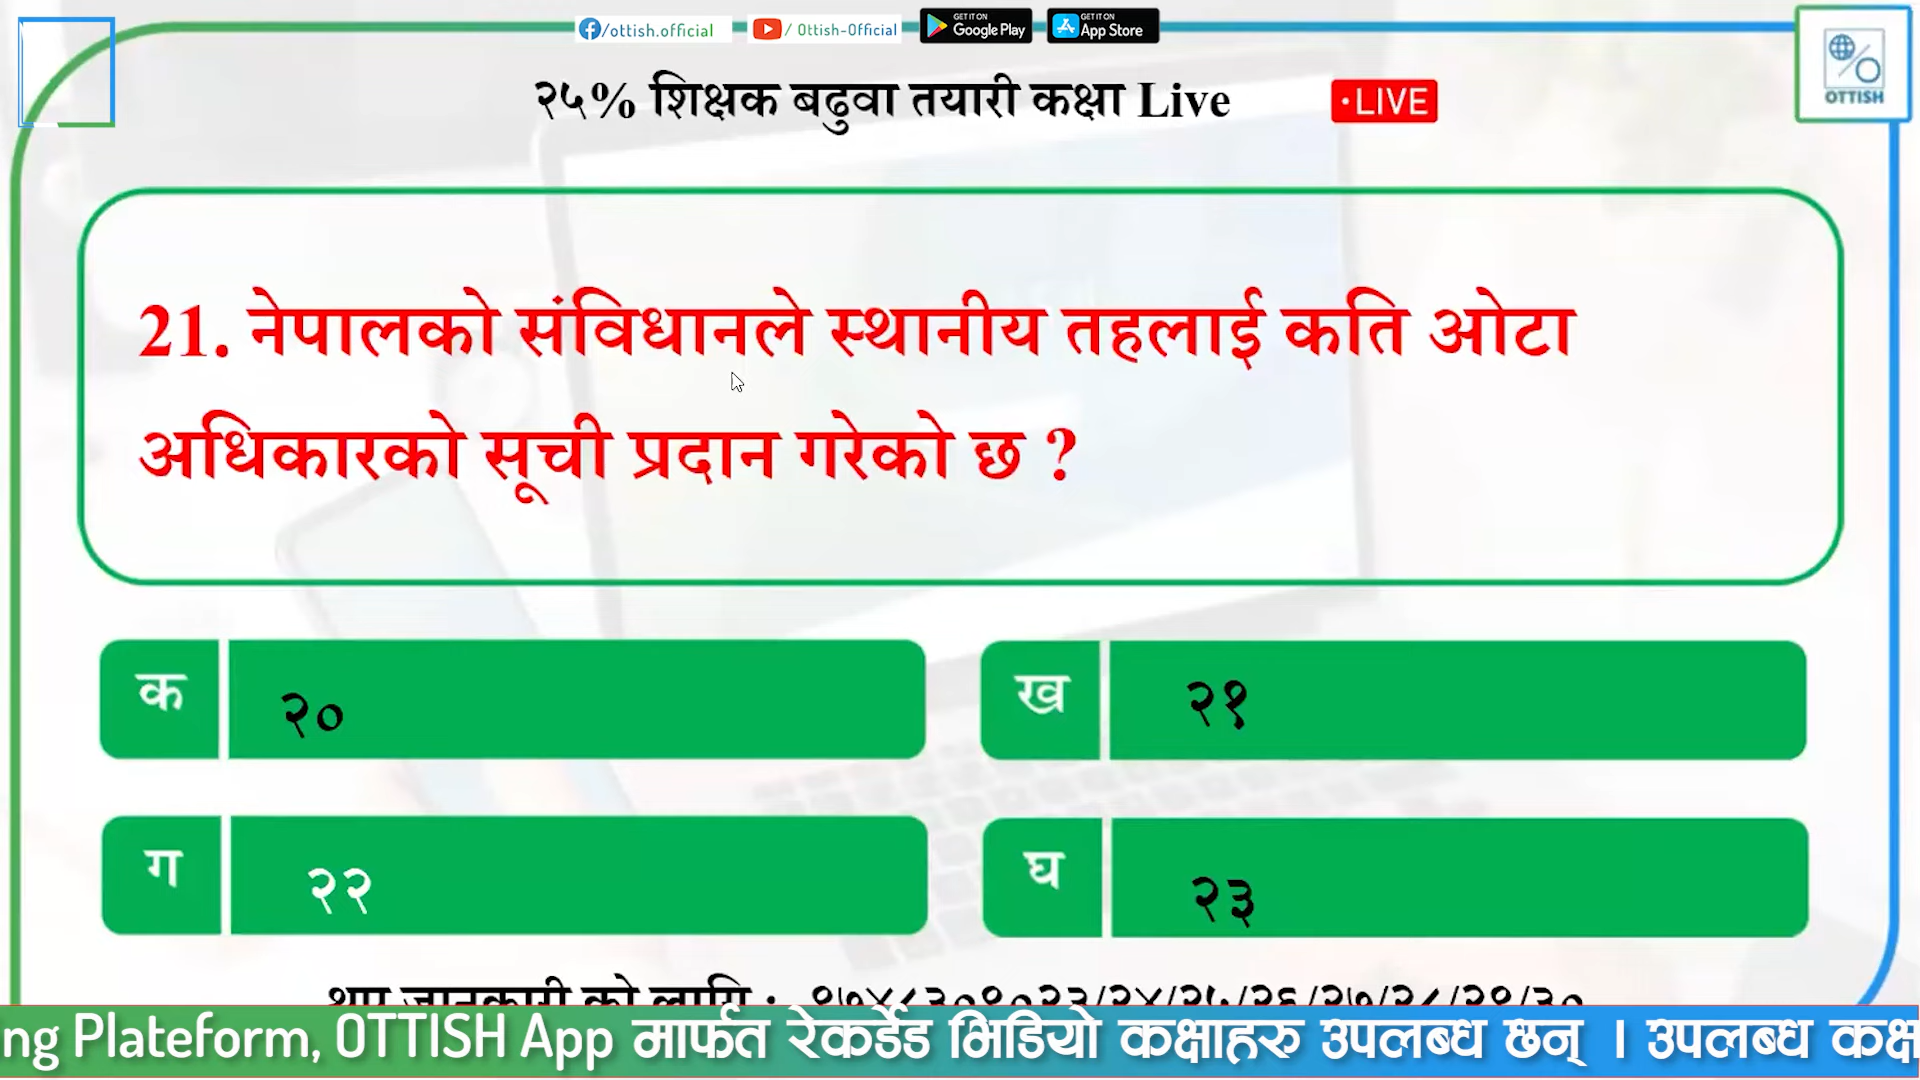 /ottish.official
/ Ottish-Official
GET IT ON
Google Play
GET IT ON
App Store
OTTISH
२५% शिक्षक बढुवा तयारी कक्षा Live
•LIVE
21. नेपालको संविधानले स्थानीय तहलाई कति ओटा
अधिकारको सूची प्रदान गरेको छ ?
क २०
ख २१
ग २२
घ २३
थप जानकारी को लागि :
ng Plateform, OTTISH App मार्फत रेकर्डेड भिडियो कक्षाहरु उपलब्ध छन् । उपलब्ध